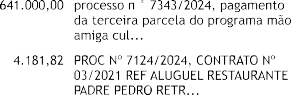 641.000,00 processo n ° 7343/2024, pagamento
da terceira parcela do programa mão
amiga cul...
4.181,82 PROC Nº 7124/2024, CONTRATO Nº
03/2021 REF ALUGUEL RESTAURANTE
PADRE PEDRO RETR...